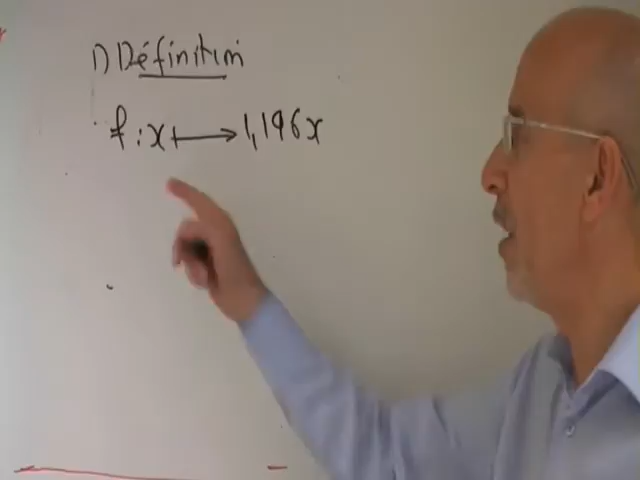 1) Définition
f : x ⟼ 1,196x